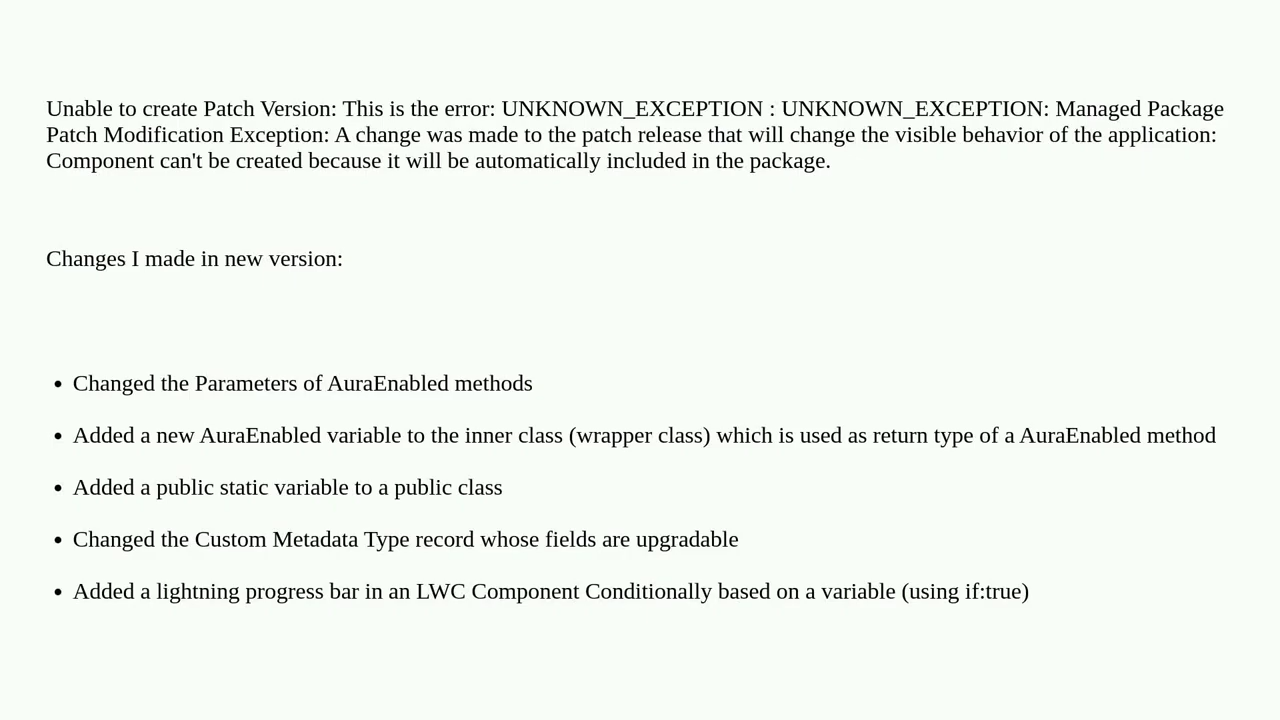 Unable to create Patch Version: This is the error: UNKNOWN_EXCEPTION : UNKNOWN_EXCEPTION: Managed Package
Patch Modification Exception: A change was made to the patch release that will change the visible behavior of the application:
Component can't be created because it will be automatically included in the package.
Changes I made in new version:
• Changed the Parameters of AuraEnabled methods
• Added a new AuraEnabled variable to the inner class (wrapper class) which is used as return type of a AuraEnabled method
• Added a public static variable to a public class
• Changed the Custom Metadata Type record whose fields are upgradable
• Added a lightning progress bar in an LWC Component Conditionally based on a variable (using if:true)